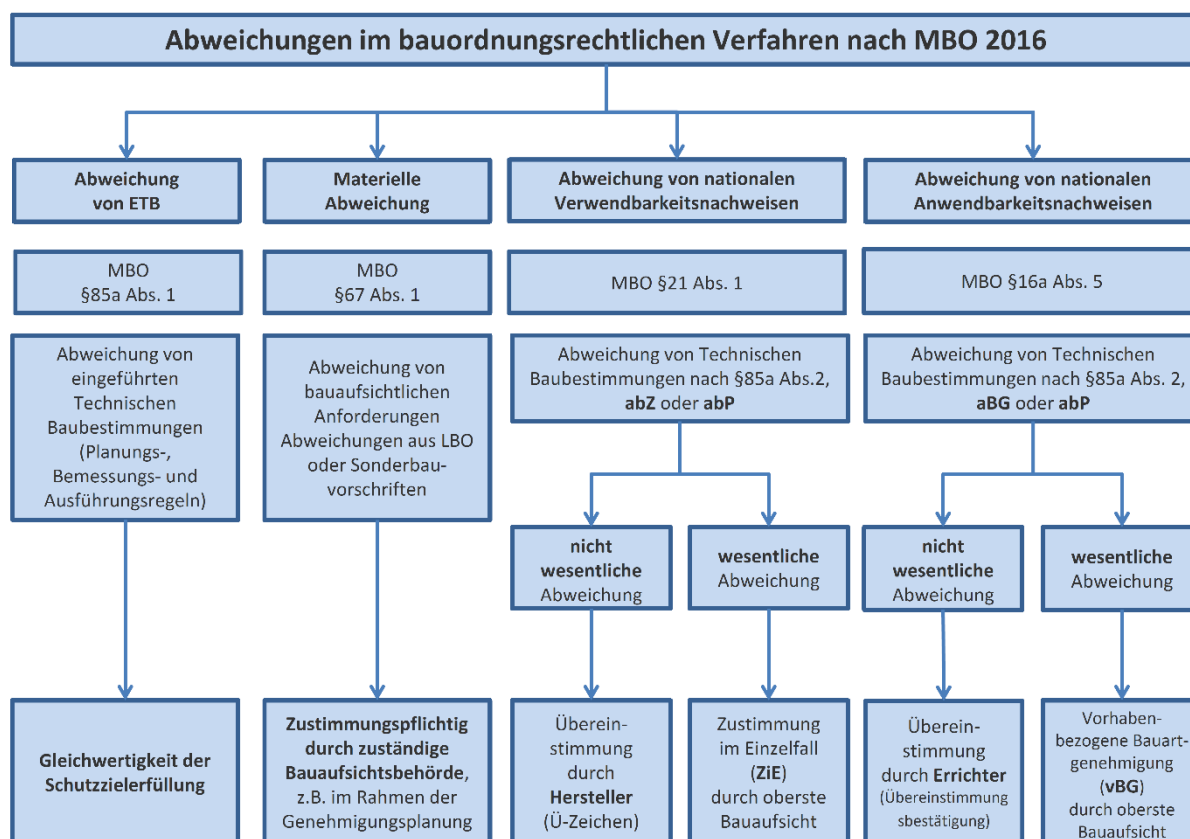 Abweichungen im bauordnungsrechtlichen Verfahren nach MBO 2016
Abweichung
von ETB
Materielle
Abweichung
Abweichung von nationalen
Verwendbarkeitsnachweisen
Abweichung von nationalen
Anwendbarkeitsnachweisen
MBO
§85a Abs. 1
MBO
§67 Abs. 1
MBO §21 Abs. 1
MBO §16a Abs. 5
Abweichung von
eingeführten
Technischen
Baubestimmungen
(Planungs-,
Bemessungs- und
Ausführungsregeln)
Abweichung von
bauaufsichtlichen
Anforderungen
Abweichungen aus LBO
oder Sonderbau-
vorschriften
Abweichung von Technischen
Baubestimmungen nach §85a Abs.2,
abZ oder abP
Abweichung von Technischen
Baubestimmungen nach §85a Abs. 2,
aBG oder abP
nicht
wesentliche
Abweichung
wesentliche
Abweichung
nicht
wesentliche
Abweichung
wesentliche
Abweichung
Gleichwertigkeit der
Schutzzielerfüllung
Zustimmungspflichtig
durch zuständige
Bauaufsichtsbehörde,
z.B. im Rahmen der
Genehmigungsplanung
Überein-
stimmung
durch
Hersteller
(Ü-Zeichen)
Zustimmung
im Einzelfall
(ZiE)
durch oberste
Bauaufsicht
Überein-
stimmung
durch Errichter
(Übereinstimmung
sbestätigung)
Vorhaben-
bezogene Bauart-
genehmigung
(vBG)
durch oberste
Bauaufsicht